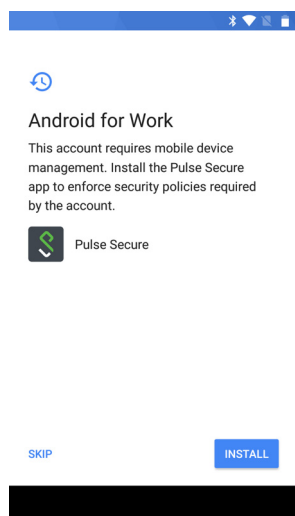 Android for Work
This account requires mobile device
management. Install the Pulse Secure
app to enforce security policies required
by the account.
Pulse Secure
SKIP
INSTALL